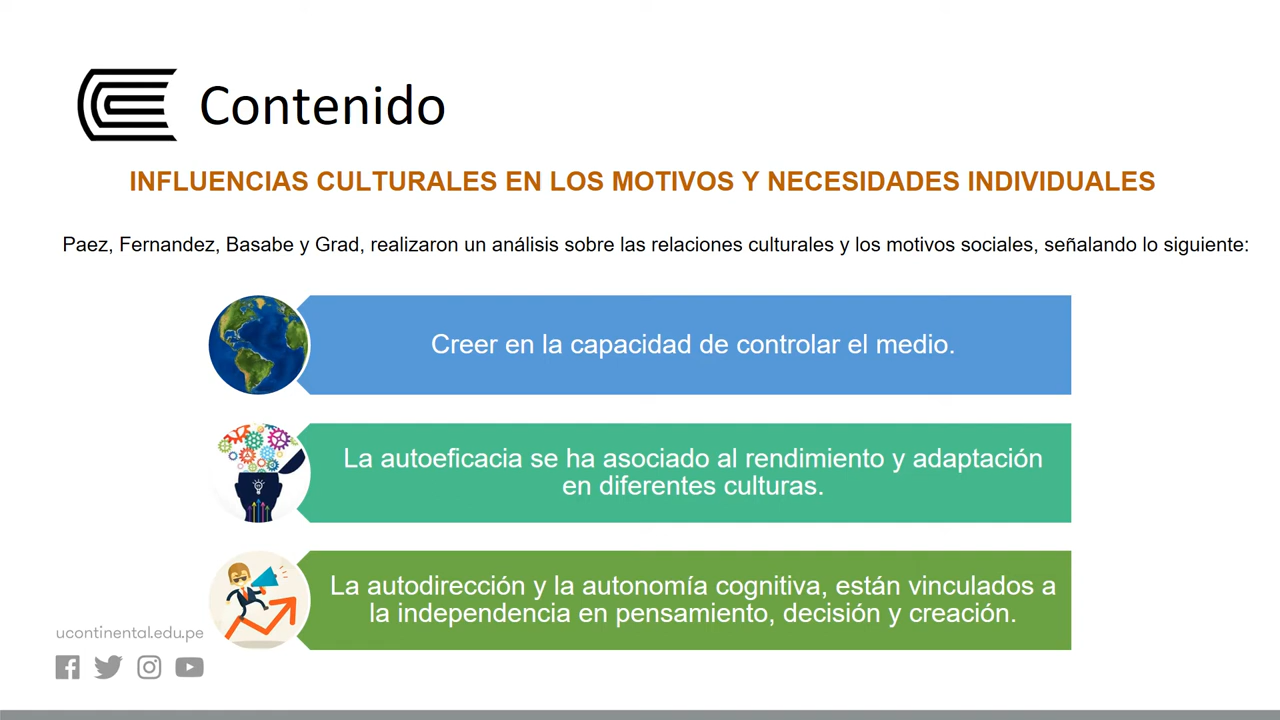 Contenido
INFLUENCIAS CULTURALES EN LOS MOTIVOS Y NECESIDADES INDIVIDUALES
Paez, Fernandez, Basabe y Grad, realizaron un análisis sobre las relaciones culturales y los motivos sociales, señalando lo siguiente:
Creer en la capacidad de controlar el medio.
La autoeficacia se ha asociado al rendimiento y adaptación
en diferentes culturas.
La autodirección y la autonomía cognitiva, están vinculados a
la independencia en pensamiento, decisión y creación.
ucontinental.edu.pe